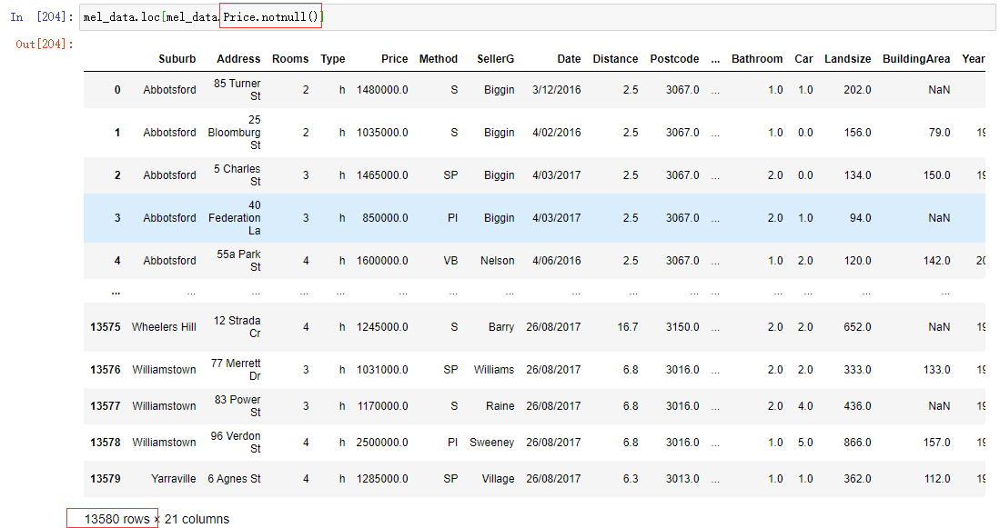 In [204]: mel_data.loc[mel_data.Price.notnull()]
Out[204]:
Suburb Address Rooms Type Price Method SellerG Date Distance Postcode ... Bathroom Car Landsize BuildingArea Year
0 Abbotsford 85 Turner St 2 h 1480000.0 S Biggin 3/12/2016 2.5 3067.0 ... 1.0 1.0 202.0 NaN
1 Abbotsford 25 Bloomburg St 2 h 1035000.0 S Biggin 4/02/2016 2.5 3067.0 ... 1.0 0.0 156.0 79.0 19
2 Abbotsford 5 Charles St 3 h 1465000.0 SP Biggin 4/03/2017 2.5 3067.0 ... 2.0 0.0 134.0 150.0 19
3 Abbotsford 40 Federation La 3 h 850000.0 PI Biggin 4/03/2017 2.5 3067.0 ... 2.0 1.0 94.0 NaN
4 Abbotsford 55a Park St 4 h 1600000.0 VB Nelson 4/06/2016 2.5 3067.0 ... 1.0 2.0 120.0 142.0 20
... ... ... ... ... ... ... ... ... ... ... ... ... ... ... ...
13575 Wheelers Hill 12 Strada Cr 4 h 1245000.0 S Barry 26/08/2017 16.7 3150.0 ... 2.0 2.0 652.0 NaN 19
13576 Williamstown 77 Merrett Dr 3 h 1031000.0 SP Williams 26/08/2017 6.8 3016.0 ... 2.0 2.0 333.0 133.0 19
13577 Williamstown 83 Power St 3 h 1170000.0 S Raine 26/08/2017 6.8 3016.0 ... 2.0 4.0 436.0 NaN 19
13578 Williamstown 96 Verdon St 4 h 2500000.0 PI Sweeney 26/08/2017 6.8 3016.0 ... 1.0 5.0 866.0 157.0 19
13579 Yarraville 6 Agnes St 4 h 1285000.0 SP Village 26/08/2017 6.3 3013.0 ... 1.0 1.0 362.0 112.0 19
13580 rows × 21 columns